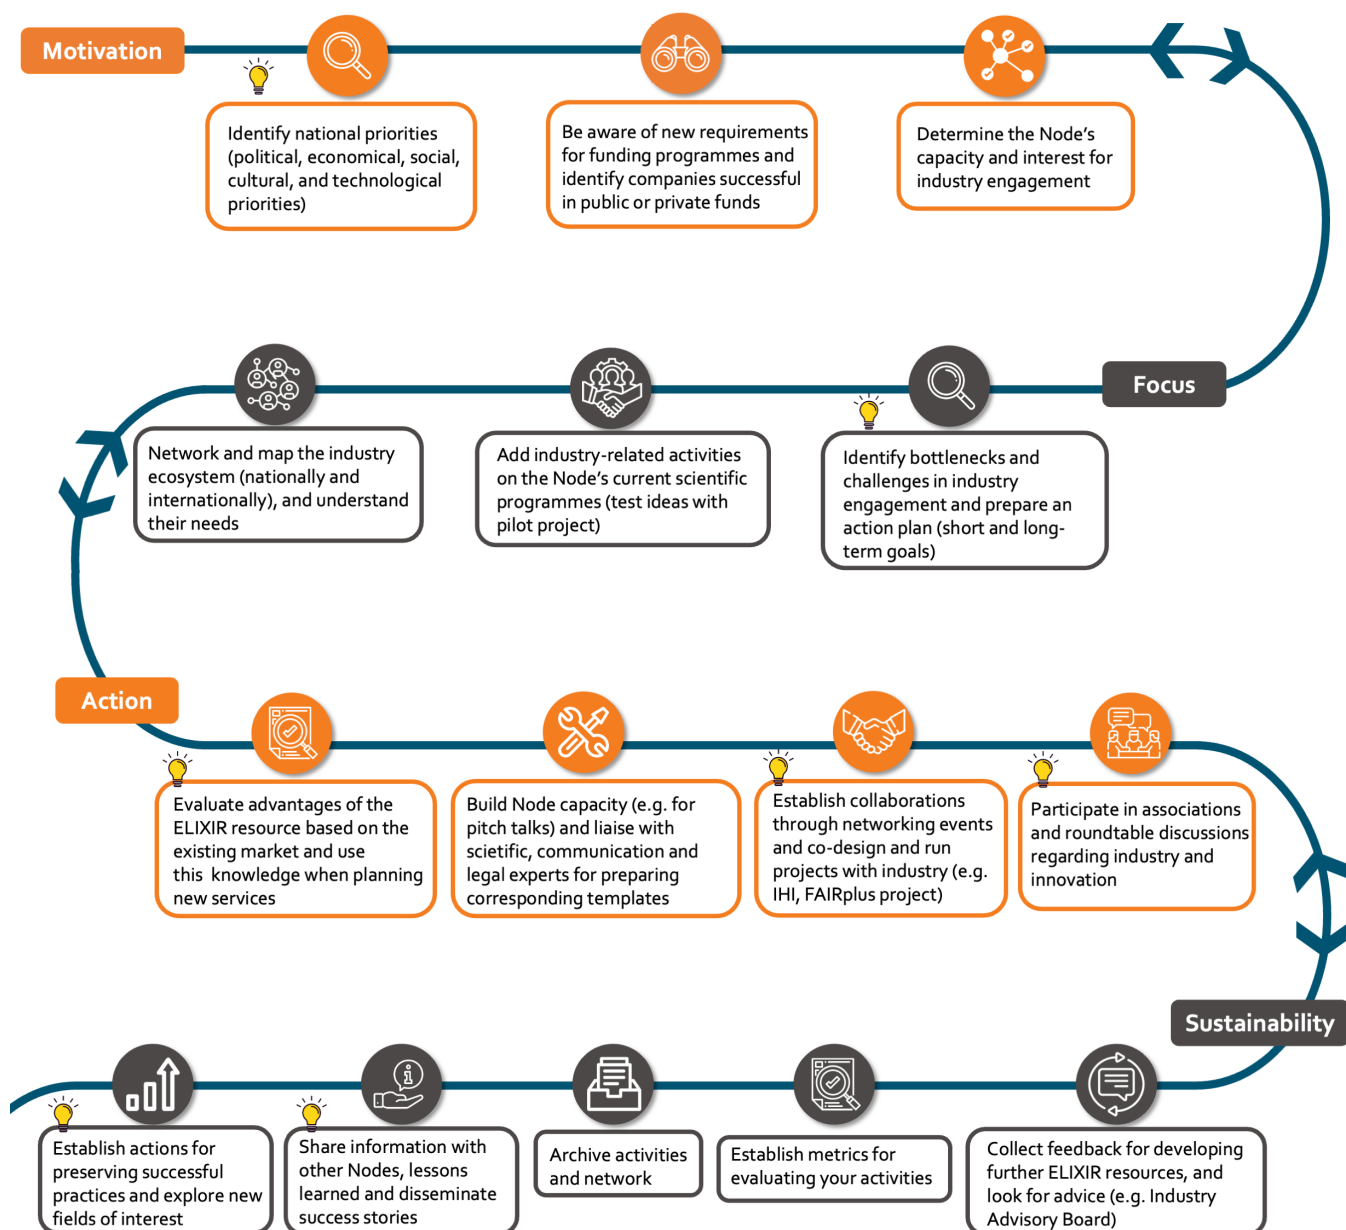 Motivation
Identify national priorities
(political, economical, social,
cultural, and technological
priorities)
Be aware of new requirements
for funding programmes and
identify companies successful
in public or private funds
Determine the Node's
capacity and interest for
industry engagement
Focus
Identify bottlenecks and
challenges in industry
engagement and prepare an
action plan (short and long-
term goals)
Add industry-related activities
on the Node's current scientific
programmes (test ideas with
pilot project)
Network and map the industry
ecosystem (nationally and
internationally), and understand
their needs
Action
Evaluate advantages of the
ELIXIR resource based on the
existing market and use
this knowledge when planning
new services
Build Node capacity (e.g. for
pitch talks) and liaise with
scietific, communication and
legal experts for preparing
corresponding templates
Establish collaborations
through networking events
and co-design and run
projects with industry (e.g.
IHI, FAIRplus project)
Participate in associations
and roundtable discussions
regarding industry and
innovation
Sustainability
Collect feedback for developing
further ELIXIR resources, and
look for advice (e.g. Industry
Advisory Board)
Establish metrics for
evaluating your activities
Archive activities
and network
Share information with
other Nodes, lessons
learned and disseminate
success stories
Establish actions for
preserving successful
practices and explore new
fields of interest